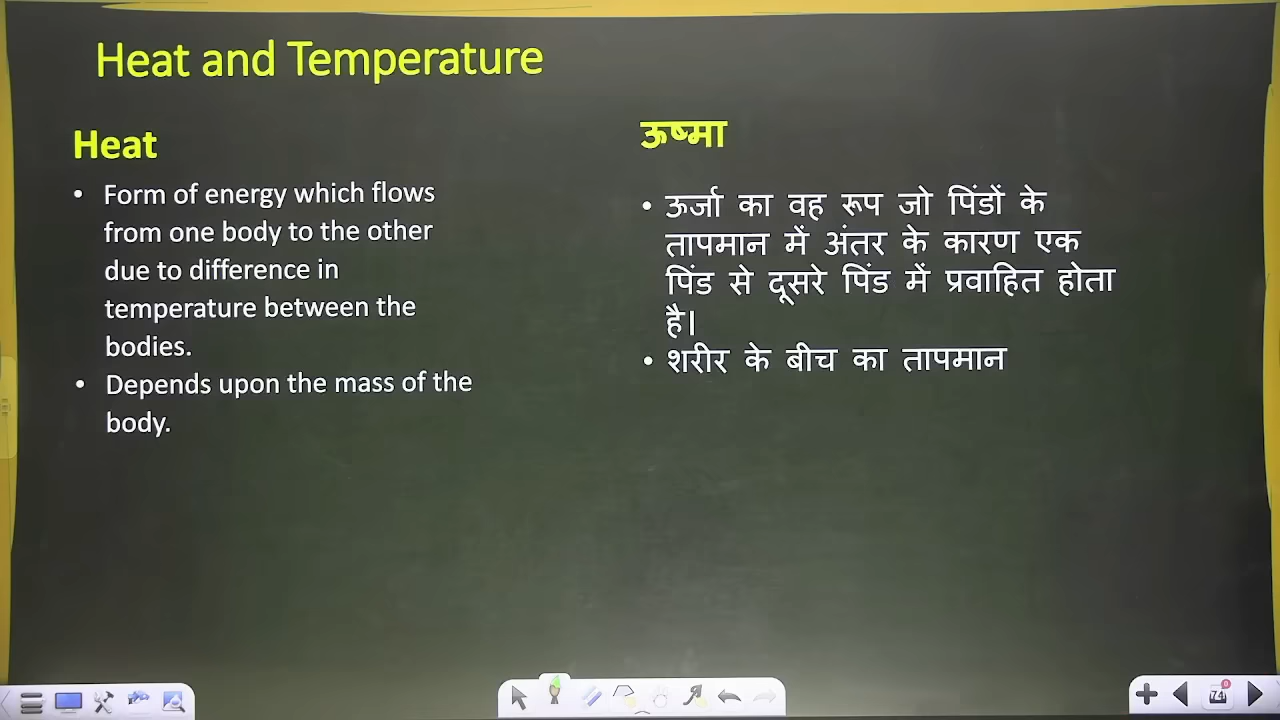 Heat and Temperature
Heat
• Form of energy which flows
from one body to the other
due to difference in
temperature between the
bodies.
• Depends upon the mass of the
body.
ऊष्मा
• ऊर्जा का वह रूप जो पिंडों के
तापमान में अंतर के कारण एक
पिंड से दूसरे पिंड में प्रवाहित होता
है।
• शरीर के बीच का तापमान
74